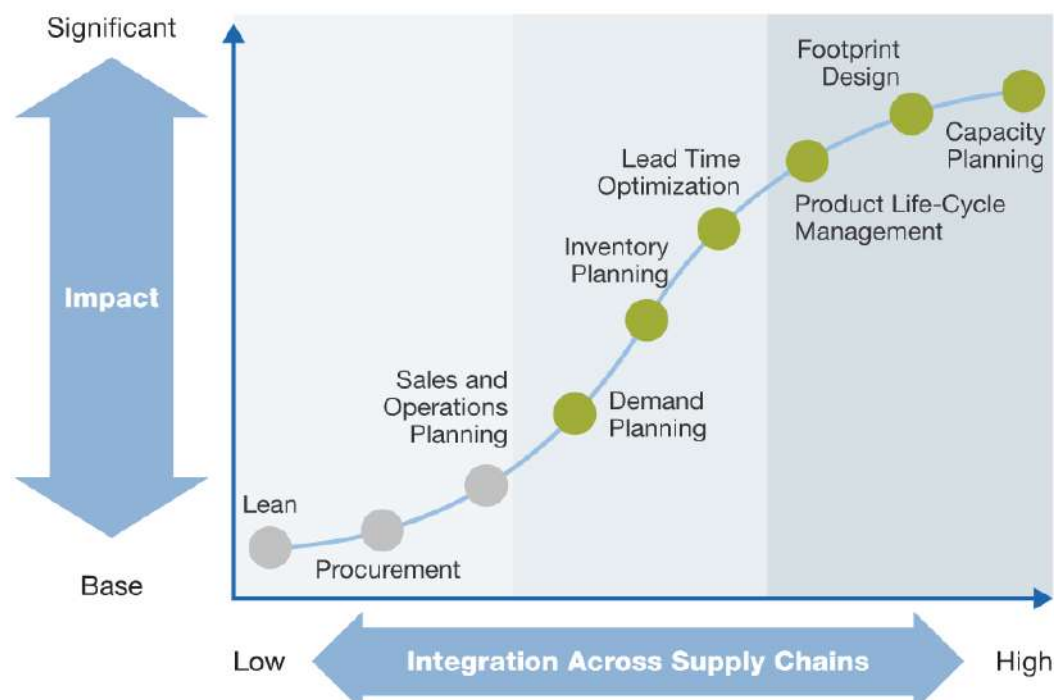 Significant
Impact
Base
Footprint
Design
Capacity
Planning
Lead Time
Optimization
Product Life-Cycle
Management
Inventory
Planning
Sales and
Operations
Planning
Demand
Planning
Lean
Procurement
Low
Integration Across Supply Chains
High